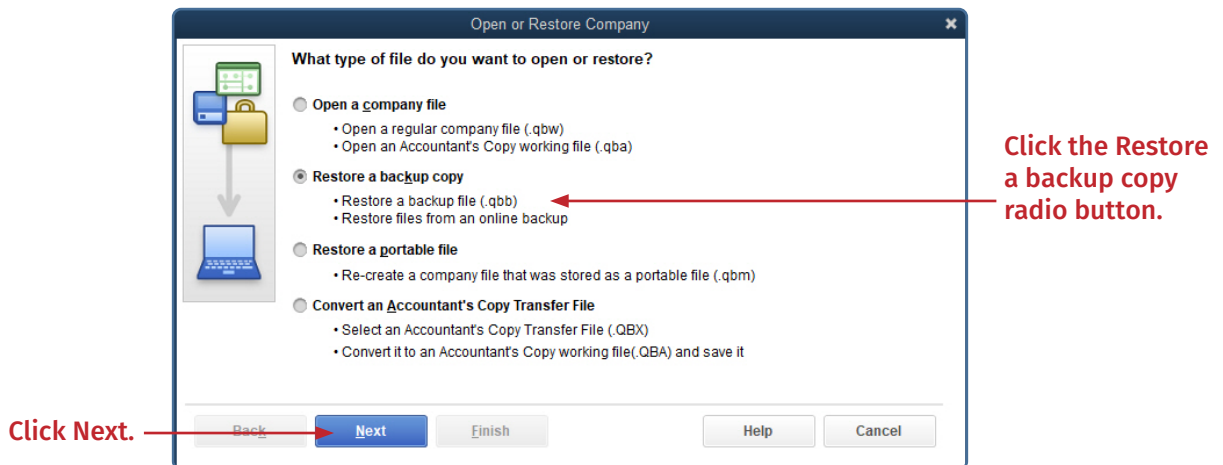 Open or Restore Company
What type of file do you want to open or restore?
Open a company file
• Open a regular company file (.qbw)
• Open an Accountant's Copy working file (.qba)
Restore a backup copy
• Restore a backup file (.qbb)
• Restore files from an online backup
Restore a portable file
• Re-create a company file that was stored as a portable file (.qbm)
Convert an Accountant's Copy Transfer File
• Select an Accountant's Copy Transfer File (.QBX)
• Convert it to an Accountant's Copy working file(.QBA) and save it
Click the Restore
a backup copy
radio button.
Click Next.
Back
Next
Finish
Help
Cancel